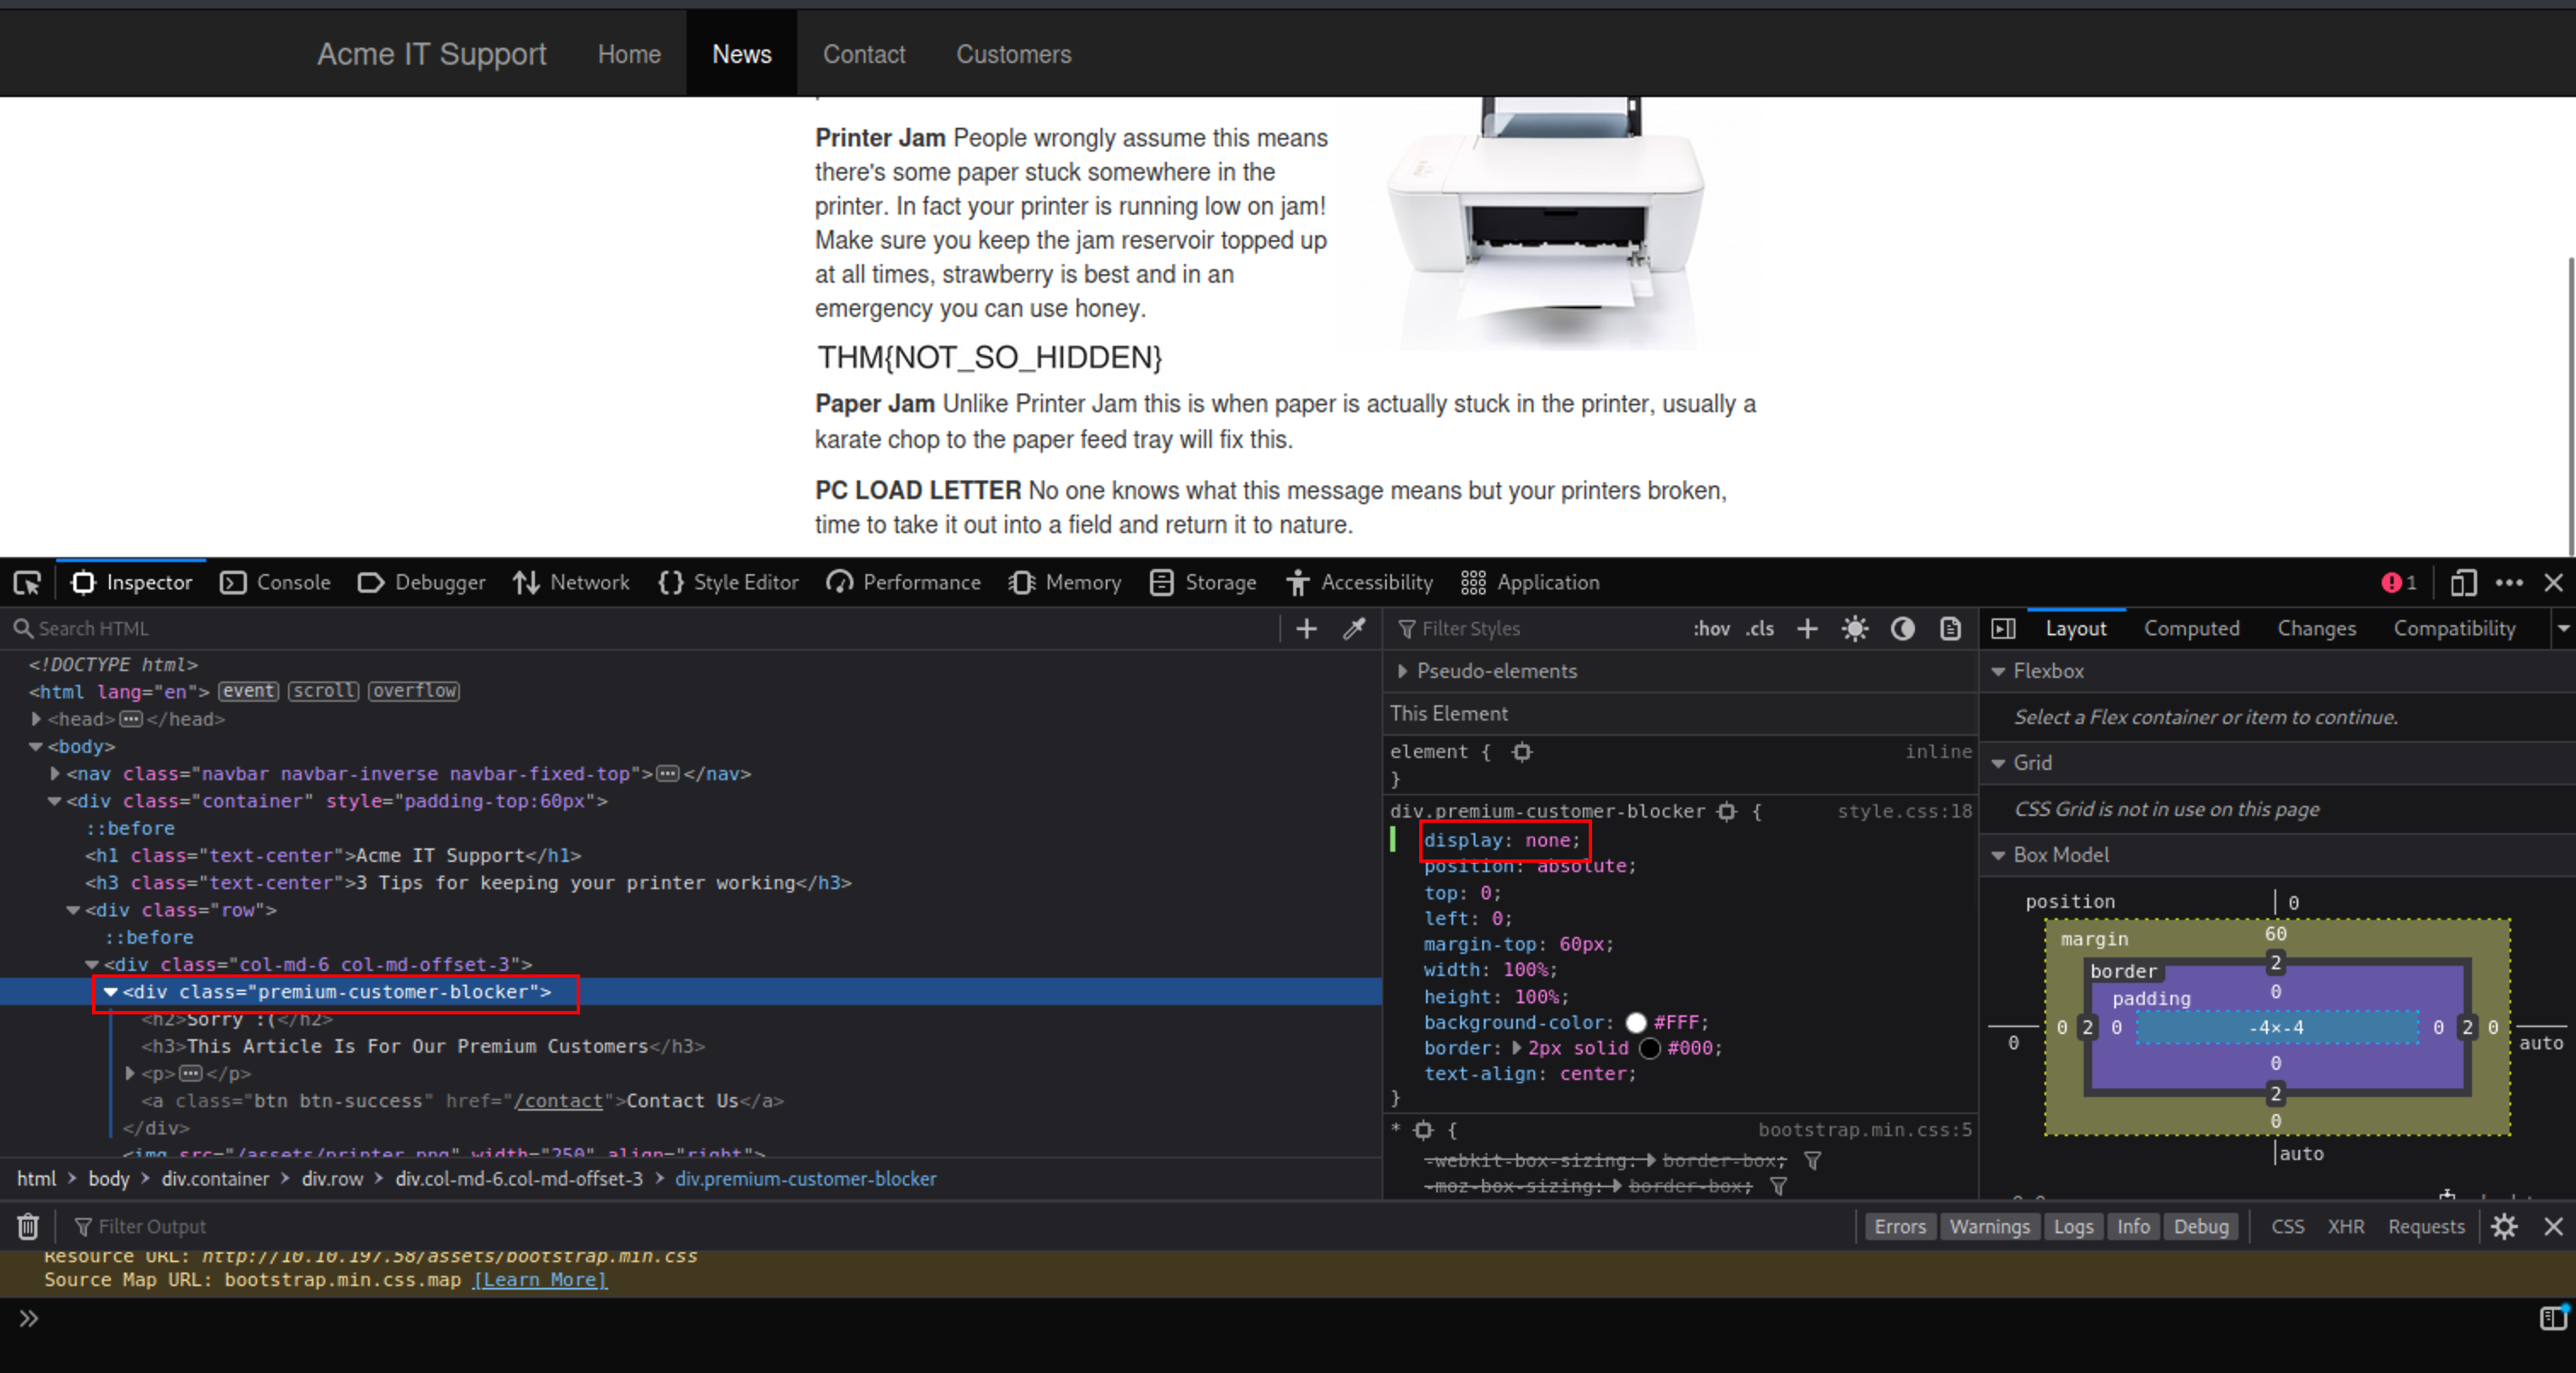 Acme IT Support Home News Contact Customers
Printer Jam People wrongly assume this means
there's some paper stuck somewhere in the
printer. In fact your printer is running low on jam!
Make sure you keep the jam reservoir topped up
at all times, strawberry is best and in an
emergency you can use honey.
THM{NOT_SO_HIDDEN}
Paper Jam Unlike Printer Jam this is when paper is actually stuck in the printer, usually a
karate chop to the paper feed tray will fix this.
PC LOAD LETTER No one knows what this message means but your printers broken,
time to take it out into a field and return it to nature.
Inspector Console Debugger Network {} Style Editor Performance Memory Storage Accessibility Application 1
Search HTML
<!DOCTYPE html>
<html lang="en"> event scroll overflow
<head> </head>
<body>
<nav class="navbar navbar-inverse navbar-fixed-top"> </nav>
<div class="container" style="padding-top:60px">
::before
<h1 class="text-center">Acme IT Support</h1>
<h3 class="text-center">3 Tips for keeping your printer working</h3>
<div class="row">
::before
<div class="col-md-6 col-md-offset-3">
<div class="premium-customer-blocker">
<h2>Sorry :(</h2>
<h3>This Article Is For Our Premium Customers</h3>
<p> </p>
<a class="btn btn-success" href="/contact">Contact Us</a>
</div>
<img src="/assets/printer.png" width="250" align="right">
html > body > div.container > div.row > div.col-md-6.col-md-offset-3 > div.premium-customer-blocker
Filter Styles :hov .cls
Pseudo-elements
This Element
element { inline
}
div.premium-customer-blocker { style.css:18
display: none;
position: absolute;
top: 0;
left: 0;
margin-top: 60px;
width: 100%;
height: 100%;
background-color: #FFF;
border: 2px solid #000;
text-align: center;
}
* { bootstrap.min.css:5
-webkit-box-sizing: border-box;
-moz-box-sizing: border-box;
Layout Computed Changes Compatibility
Flexbox
Select a Flex container or item to continue.
Grid
CSS Grid is not in use on this page
Box Model
position 0
margin 60
border 2
padding 0
0 0 2 0 -4×-4 0 2 0 auto
0
2
0
auto
Filter Output
Errors Warnings Logs Info Debug CSS XHR Requests
Resource URL: http://10.10.197.58/assets/bootstrap.min.css
Source Map URL: bootstrap.min.css.map [Learn More]